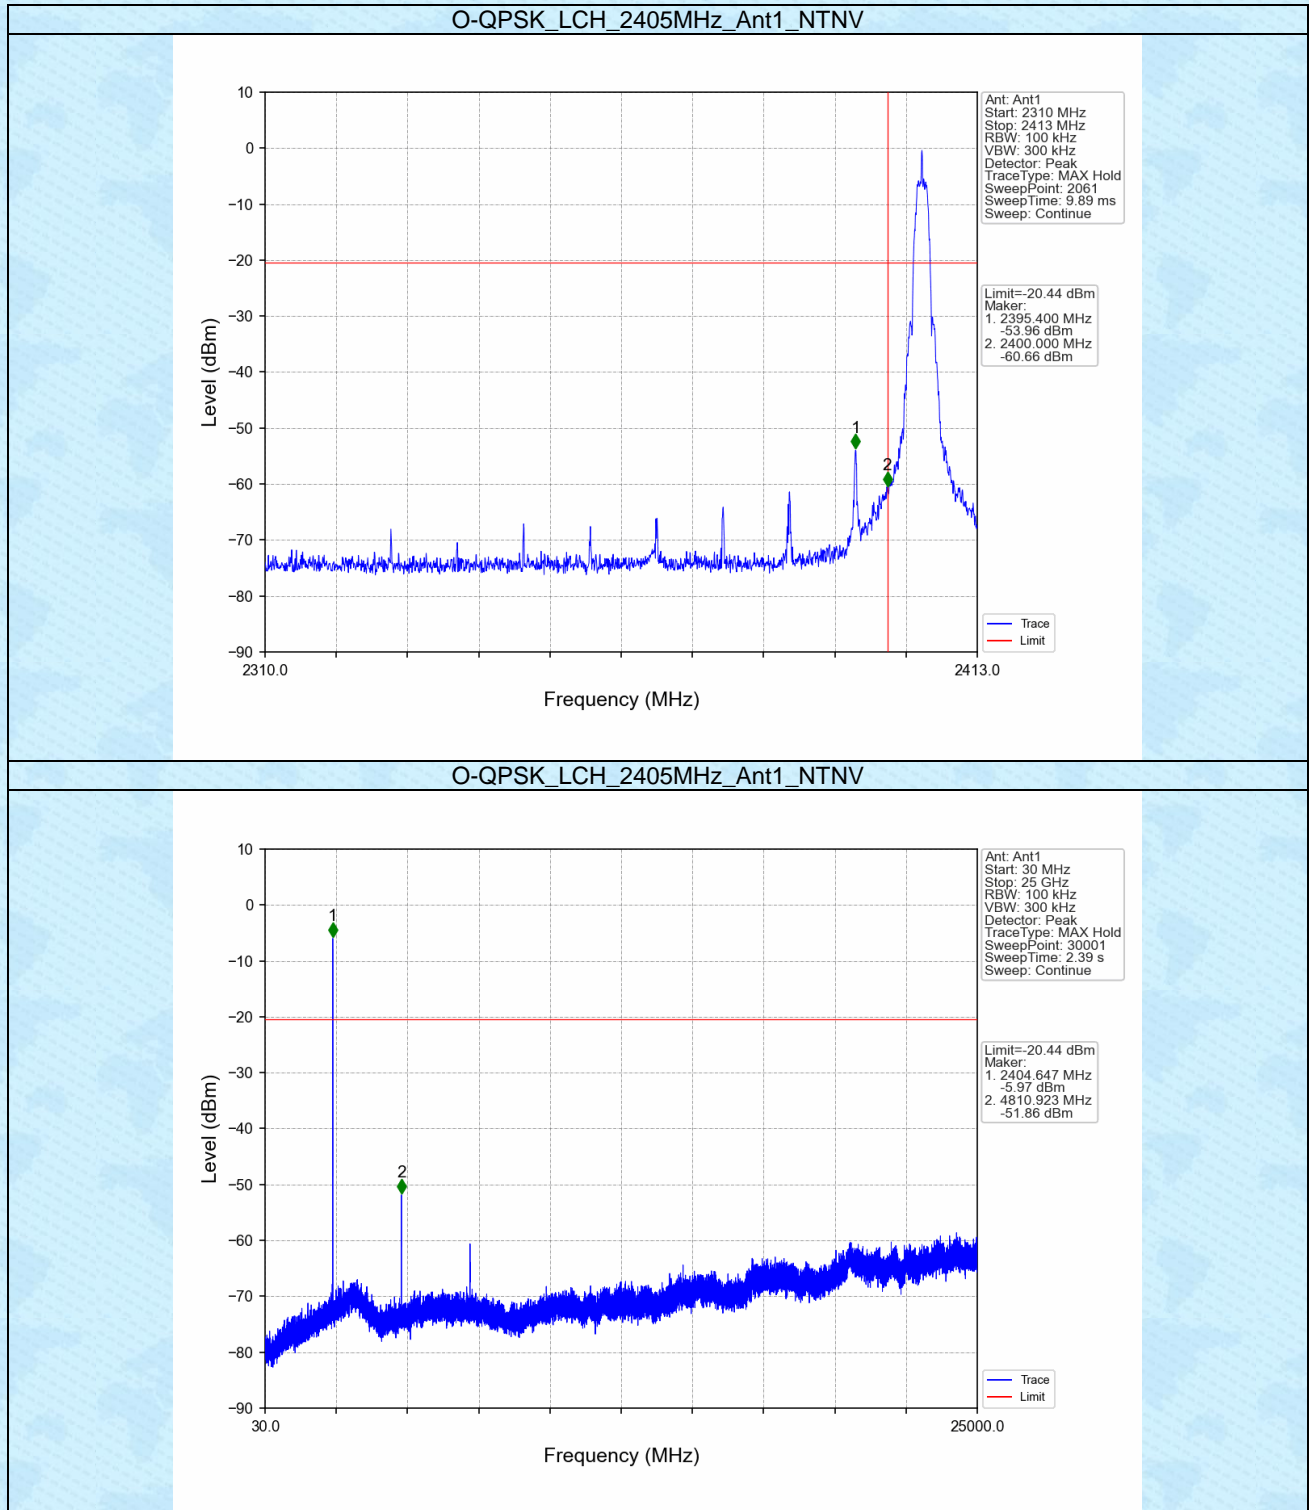 O-QPSK_LCH_2405MHz_Ant1_NTNV
10
0
−10
−20
−30
−40
−50
−60
−70
−80
−90
Level (dBm)
1
2
2310.0
2413.0
Frequency (MHz)
Ant: Ant1
Start: 2310 MHz
Stop: 2413 MHz
RBW: 100 kHz
VBW: 300 kHz
Detector: Peak
TraceType: MAX Hold
SweepPoint: 2061
SweepTime: 9.89 ms
Sweep: Continue
Limit=-20.44 dBm
Maker:
1. 2395.400 MHz
-53.96 dBm
2. 2400.000 MHz
-60.66 dBm
Trace
Limit
O-QPSK_LCH_2405MHz_Ant1_NTNV
10
0
−10
−20
−30
−40
−50
−60
−70
−80
−90
Level (dBm)
1
2
30.0
25000.0
Frequency (MHz)
Ant: Ant1
Start: 30 MHz
Stop: 25 GHz
RBW: 100 kHz
VBW: 300 kHz
Detector: Peak
TraceType: MAX Hold
SweepPoint: 30001
SweepTime: 2.39 s
Sweep: Continue
Limit=-20.44 dBm
Maker:
1. 2404.647 MHz
-5.97 dBm
2. 4810.923 MHz
-51.86 dBm
Trace
Limit